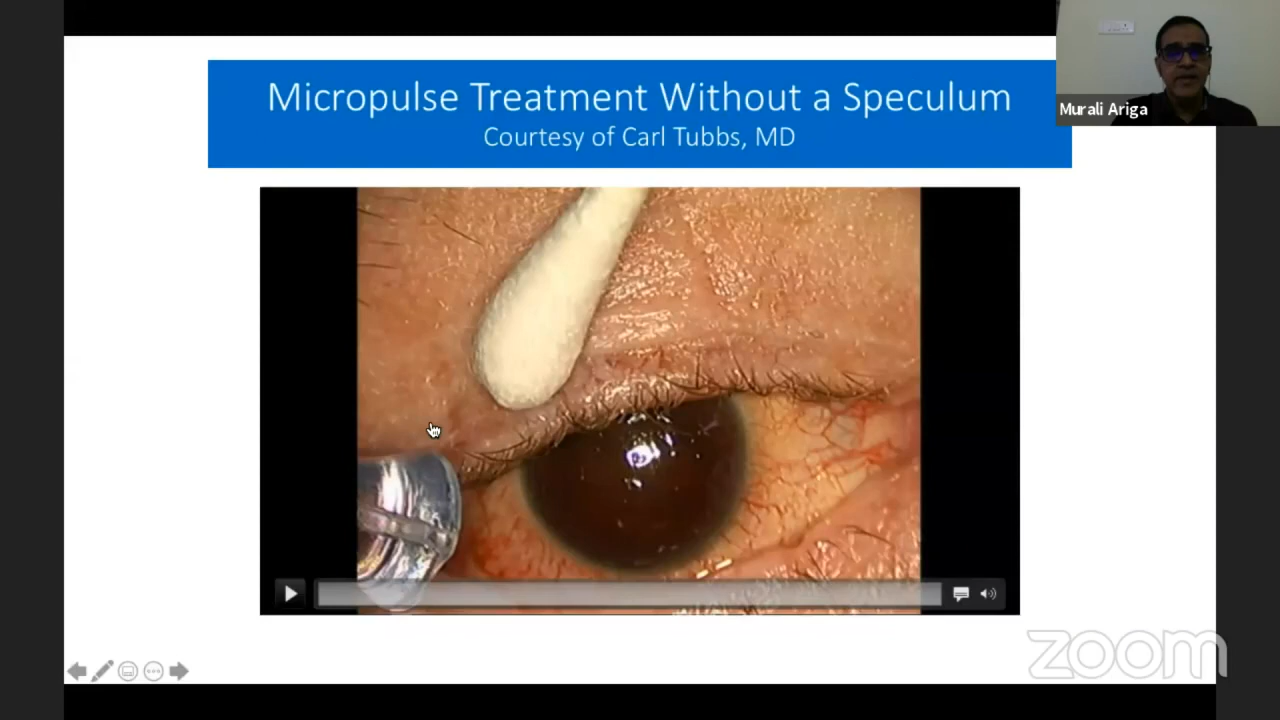 Micropulse Treatment Without a Speculum
Courtesy of Carl Tubbs, MD
Murali Ariga
zoom